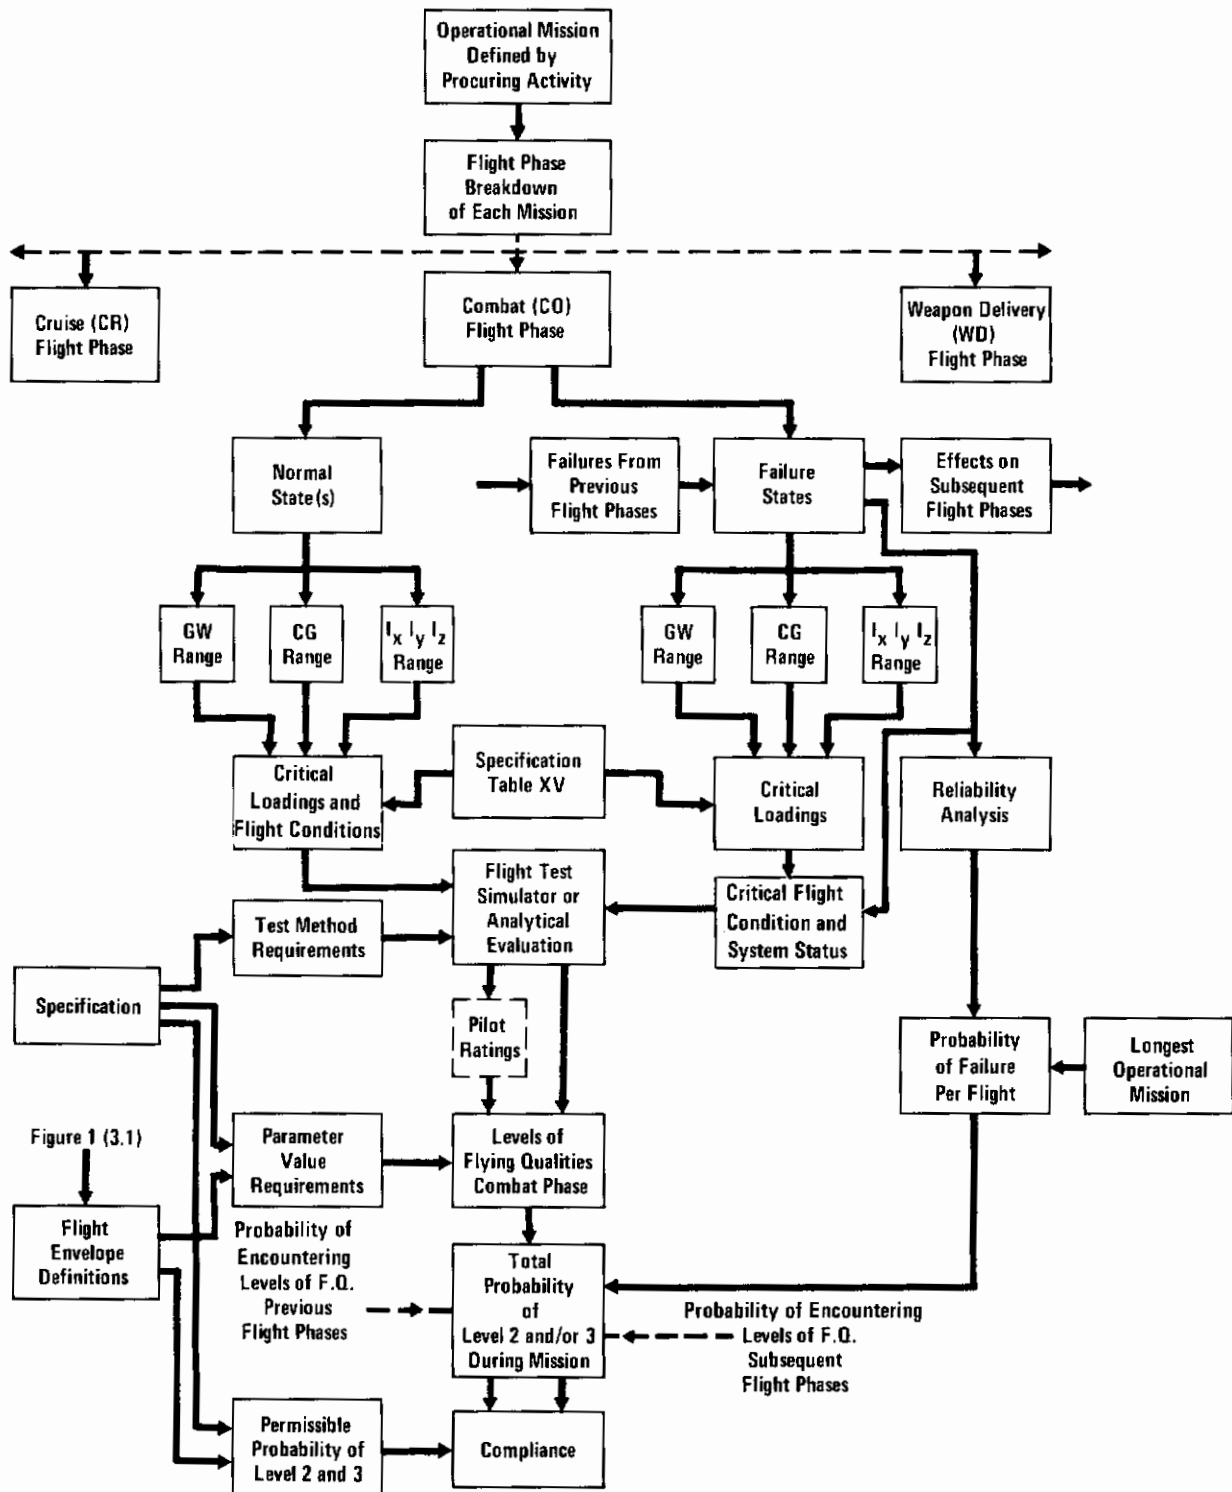 Operational Mission
Defined by
Procuring Activity
Flight Phase
Breakdown
of Each Mission
Cruise (CR)
Flight Phase
Combat (CO)
Flight Phase
Weapon Delivery
(WD)
Flight Phase
Normal
State(s)
Failures From
Previous
Flight Phases
Failure
States
Effects on
Subsequent
Flight Phases
GW
Range
CG
Range
Ix Iy Iz
Range
GW
Range
CG
Range
Ix Iy Iz
Range
Critical
Loadings and
Flight Conditions
Specification
Table XV
Critical
Loadings
Reliability
Analysis
Flight Test
Simulator or
Analytical
Evaluation
Critical Flight
Condition and
System Status
Test Method
Requirements
Specification
Pilot
Ratings
Probability
of Failure
Per Flight
Longest
Operational
Mission
Figure 1 (3.1)
Parameter
Value
Requirements
Levels of
Flying Qualities
Combat Phase
Flight
Envelope
Definitions
Probability of
Encountering
Levels of F.Q.
Previous
Flight Phases
Total
Probability
of
Level 2 and/or 3
During Mission
Probability of Encountering
Levels of F.Q.
Subsequent
Flight Phases
Permissible
Probability of
Level 2 and 3
Compliance